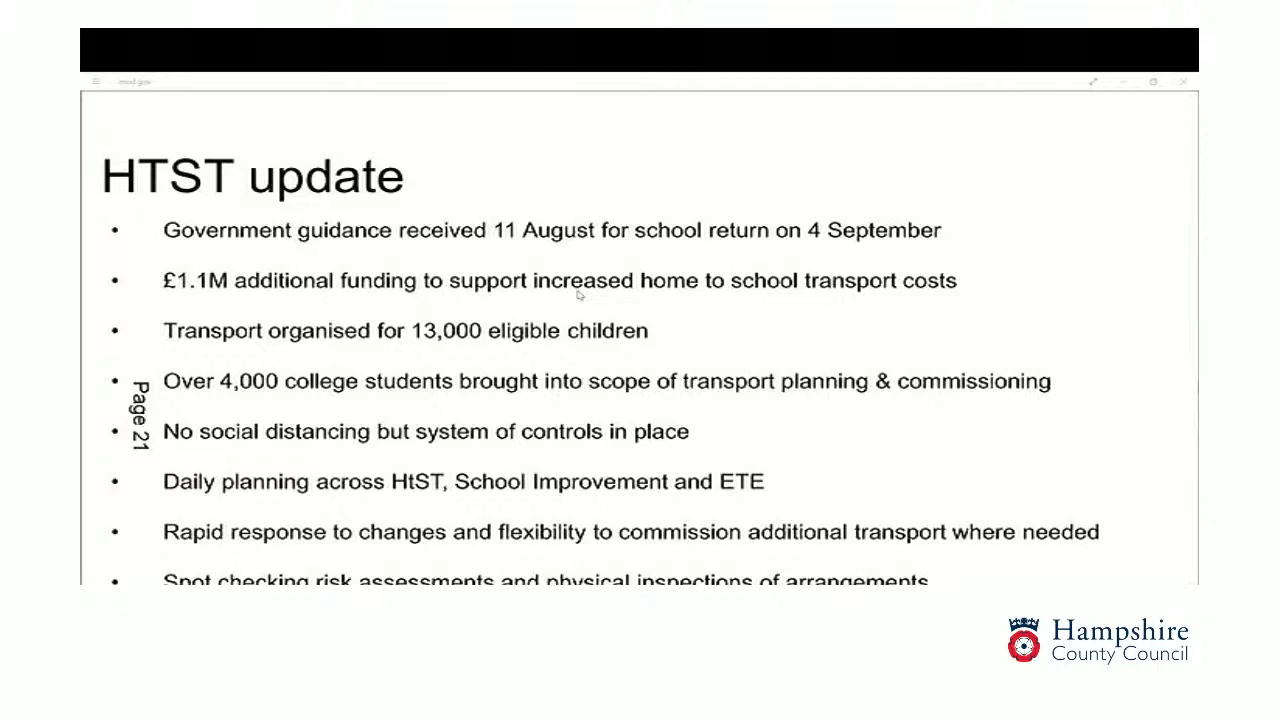 mod.gov
HTST update
• Government guidance received 11 August for school return on 4 September
• £1.1M additional funding to support increased home to school transport costs
• Transport organised for 13,000 eligible children
• Over 4,000 college students brought into scope of transport planning & commissioning
Page 21
• No social distancing but system of controls in place
• Daily planning across HtST, School Improvement and ETE
• Rapid response to changes and flexibility to commission additional transport where needed
• Spot checking risk assessments and physical inspections of arrangements
Hampshire
County Council